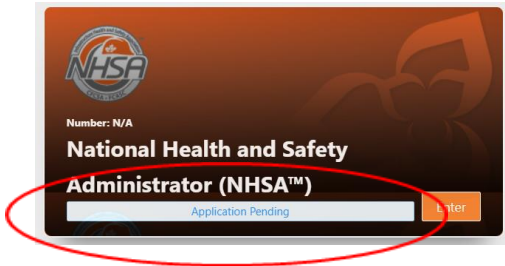 NHSA
Number: N/A
National Health and Safety
Administrator (NHSA™)
Application Pending
Enter